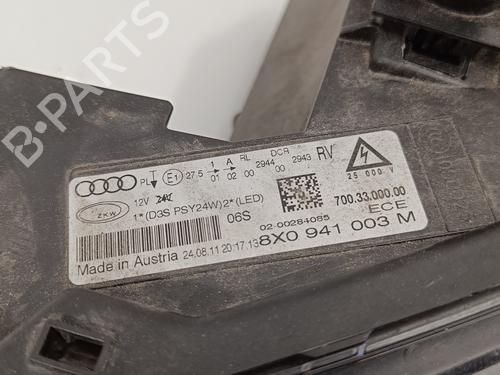 B-PARTS
PL E1 27.5 1 A RL DCR RV
01 02 00 2944 00 2943
12V
ZKW 1*(D3S PSY24W)2*(LED)
06S
02-00284085
25 000 V
700.33.000.00
ECE
Made in Austria 24.08.11 20:17.13
8X0 941 003 M